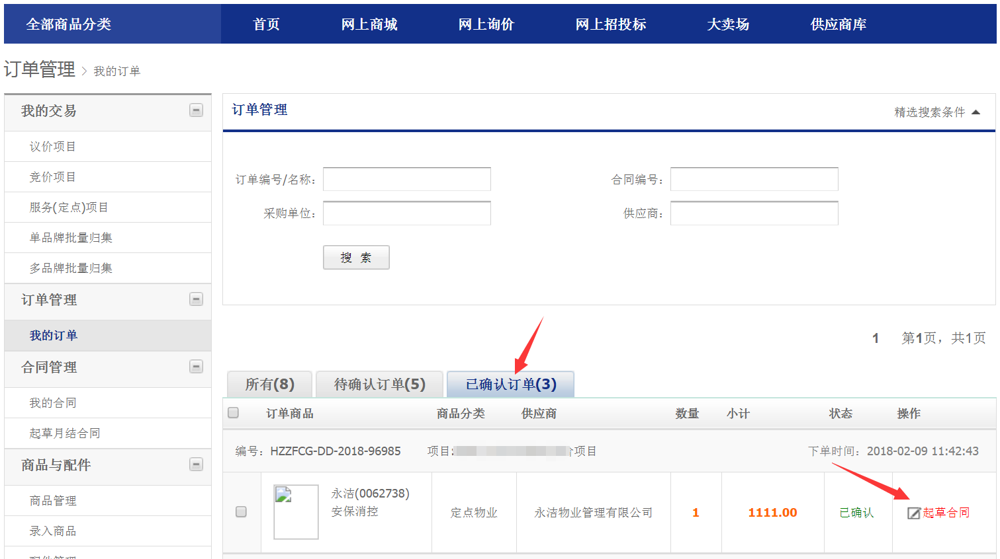 全部商品分类 首页 网上商城 网上询价 网上招投标 大卖场 供应商库
订单管理 > 我的订单
我的交易
议价项目
竞价项目
服务(定点)项目
单品牌批量归集
多品牌批量归集
订单管理
我的订单
合同管理
我的合同
起草月结合同
商品与配件
商品管理
录入商品
订单管理 精选搜索条件
订单编号/名称： 合同编号：
采购单位： 供应商：
搜 索
1 第1页，共1页
所有(8) 待确认订单(5) 已确认订单(3)
订单商品 商品分类 供应商 数量 小计 状态 操作
编号：HZZFCG-DD-2018-96985 项目: 项目 下单时间：2018-02-09 11:42:43
永洁(0062738)
安保消控 定点物业 永洁物业管理有限公司 1 1111.00 已确认 起草合同